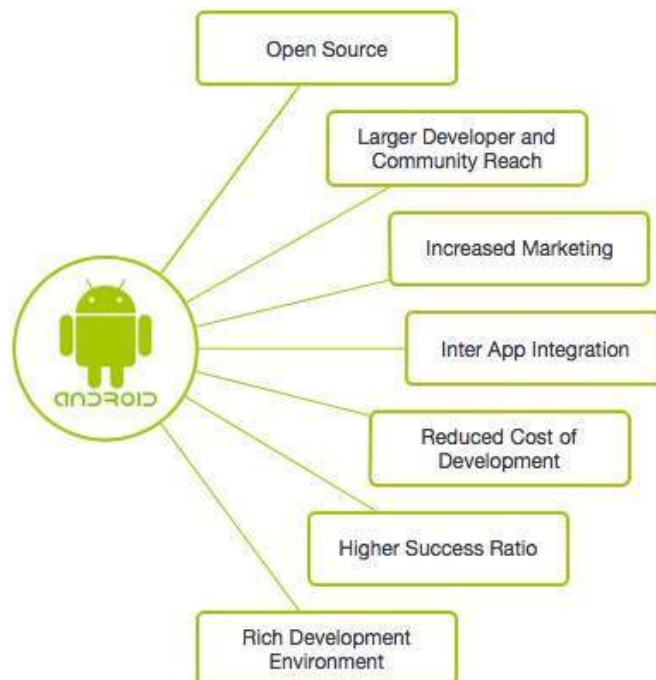 Open Source
Larger Developer and
Community Reach
Increased Marketing
Inter App Integration
ANDROID
Reduced Cost of
Development
Higher Success Ratio
Rich Development
Environment